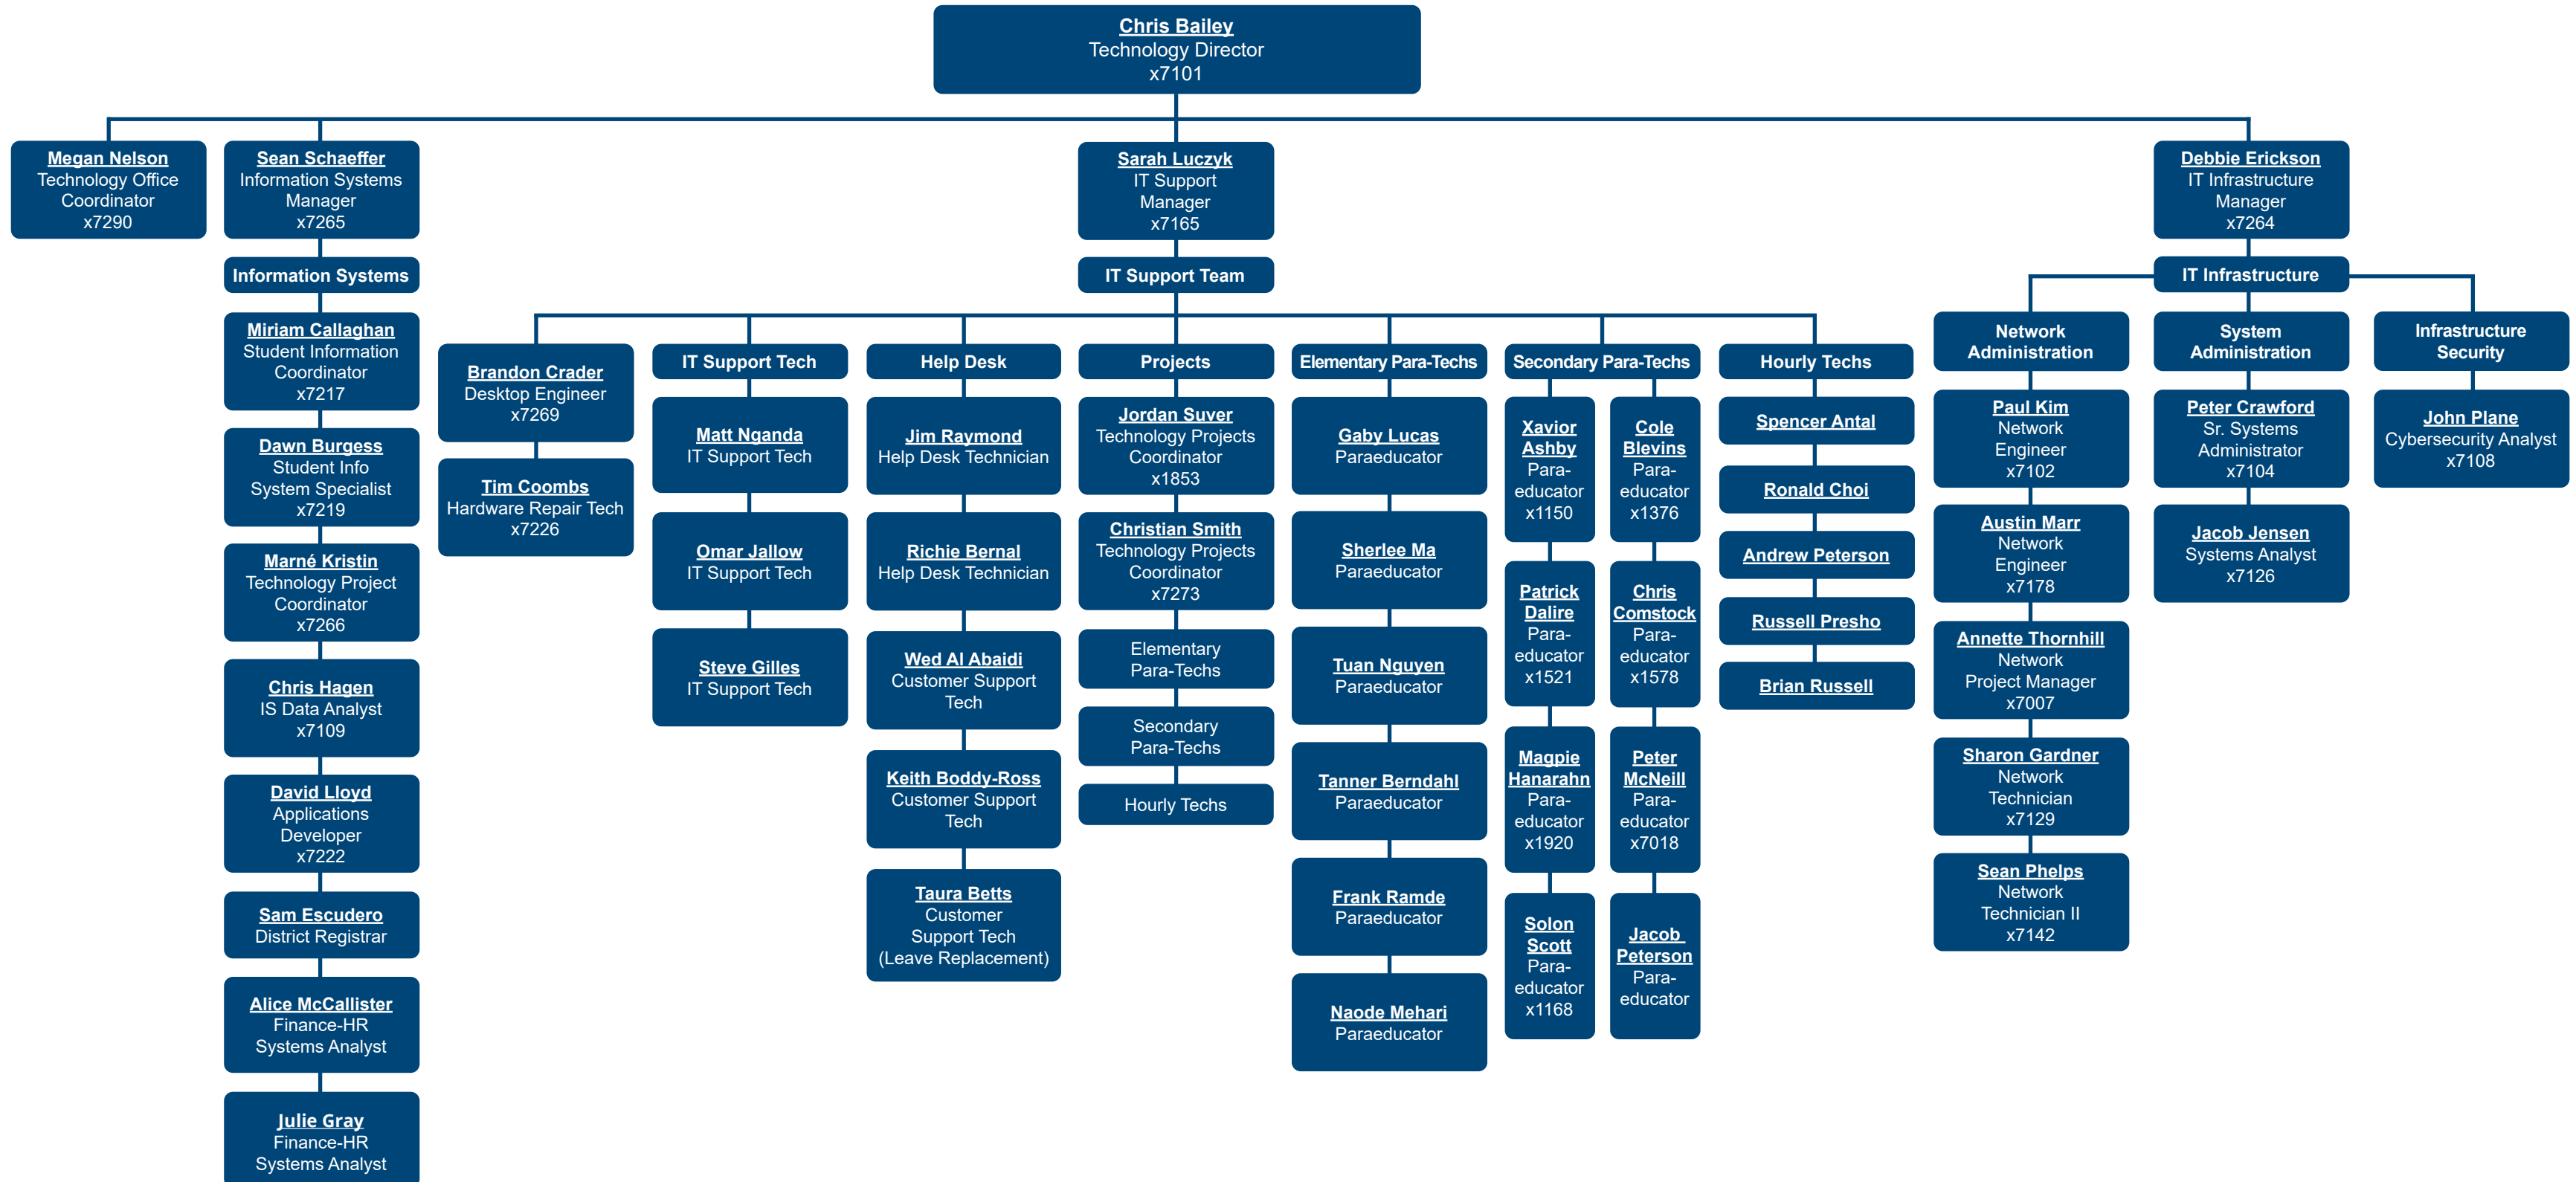 Chris Bailey
Technology Director
x7101
Megan Nelson
Technology Office
Coordinator
x7290
Sean Schaeffer
Information Systems
Manager
x7265
Sarah Luczyk
IT Support
Manager
x7165
Debbie Erickson
IT Infrastructure
Manager
x7264
Information Systems
Miriam Callaghan
Student Information
Coordinator
x7217
Dawn Burgess
Student Info
System Specialist
x7219
Marné Kristin
Technology Project
Coordinator
x7266
Chris Hagen
IS Data Analyst
x7109
David Lloyd
Applications
Developer
x7222
Sam Escudero
District Registrar
Alice McCallister
Finance-HR
Systems Analyst
Julie Gray
Finance-HR
Systems Analyst
IT Support Team
Brandon Crader
Desktop Engineer
x7269
Tim Coombs
Hardware Repair Tech
x7226
IT Support Tech
Matt Nganda
IT Support Tech
Omar Jallow
IT Support Tech
Steve Gilles
IT Support Tech
Help Desk
Jim Raymond
Help Desk Technician
Richie Bernal
Help Desk Technician
Wed Al Abaidi
Customer Support
Tech
Keith Boddy-Ross
Customer Support
Tech
Taura Betts
Customer
Support Tech
(Leave Replacement)
Projects
Jordan Suver
Technology Projects
Coordinator
x1853
Christian Smith
Technology Projects
Coordinator
x7273
Elementary
Para-Techs
Secondary
Para-Techs
Hourly Techs
Elementary Para-Techs
Gaby Lucas
Paraeducator
Sherlee Ma
Paraeducator
Tuan Nguyen
Paraeducator
Tanner Berndahl
Paraeducator
Frank Ramde
Paraeducator
Naode Mehari
Paraeducator
Secondary Para-Techs
Xavior
Ashby
Para-
educator
x1150
Patrick
Dalire
Para-
educator
x1521
Magpie
Hanarahn
Para-
educator
x1920
Solon
Scott
Para-
educator
x1168
Cole
Blevins
Para-
educator
x1376
Chris
Comstock
Para-
educator
x1578
Peter
McNeill
Para-
educator
x7018
Jacob
Peterson
Para-
educator
Hourly Techs
Spencer Antal
Ronald Choi
Andrew Peterson
Russell Presho
Brian Russell
IT Infrastructure
Network
Administration
Paul Kim
Network
Engineer
x7102
Austin Marr
Network
Engineer
x7178
Annette Thornhill
Network
Project Manager
x7007
Sharon Gardner
Network
Technician
x7129
Sean Phelps
Network
Technician II
x7142
System
Administration
Peter Crawford
Sr. Systems
Administrator
x7104
Jacob Jensen
Systems Analyst
x7126
Infrastructure
Security
John Plane
Cybersecurity Analyst
x7108